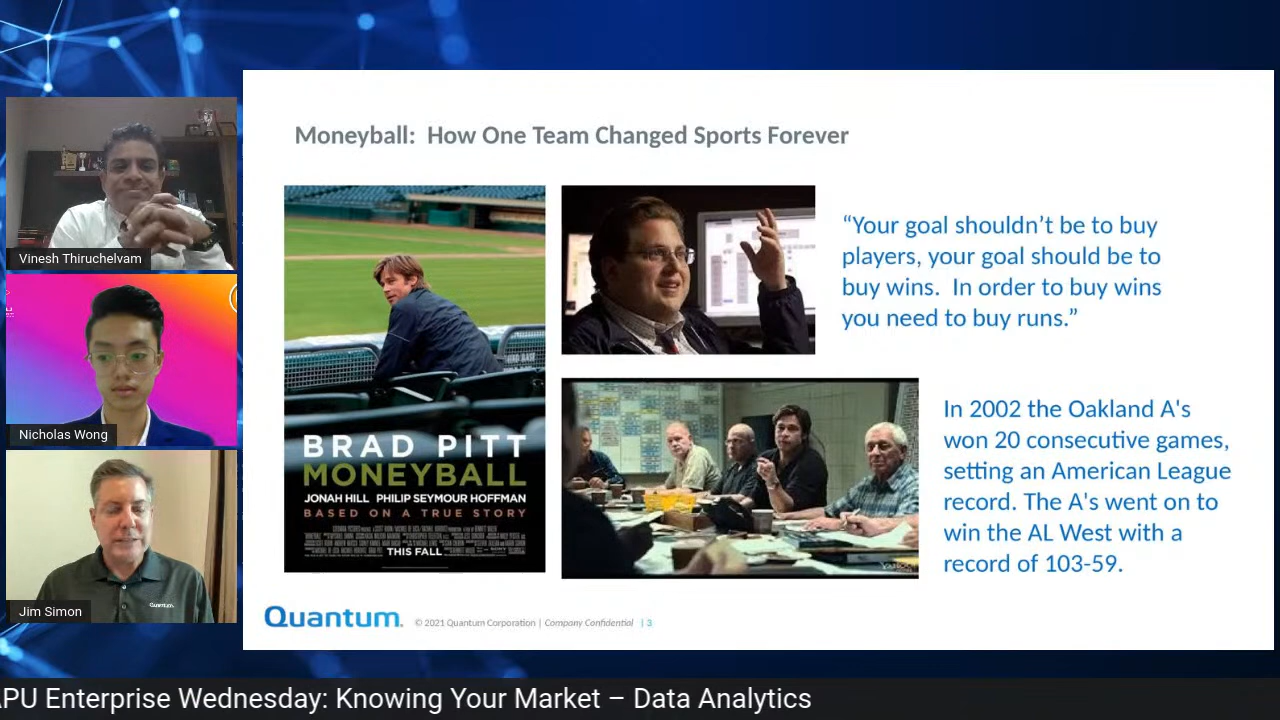 Moneyball:  How One Team Changed Sports Forever
BRAD PITT
MONEYBALL
JONAH HILL PHILIP SEYMOUR HOFFMAN
BASED ON A TRUE STORY
THIS FALL
“Your goal shouldn’t be to buy
players, your goal should be to
buy wins.  In order to buy wins
you need to buy runs.”
In 2002 the Oakland A's
won 20 consecutive games,
setting an American League
record. The A's went on to
win the AL West with a
record of 103-59.
Quantum.
© 2021 Quantum Corporation | Company Confidential | 3
Vinesh Thiruchelvam
Nicholas Wong
Quantum.
Jim Simon
APU Enterprise Wednesday: Knowing Your Market – Data Analytics